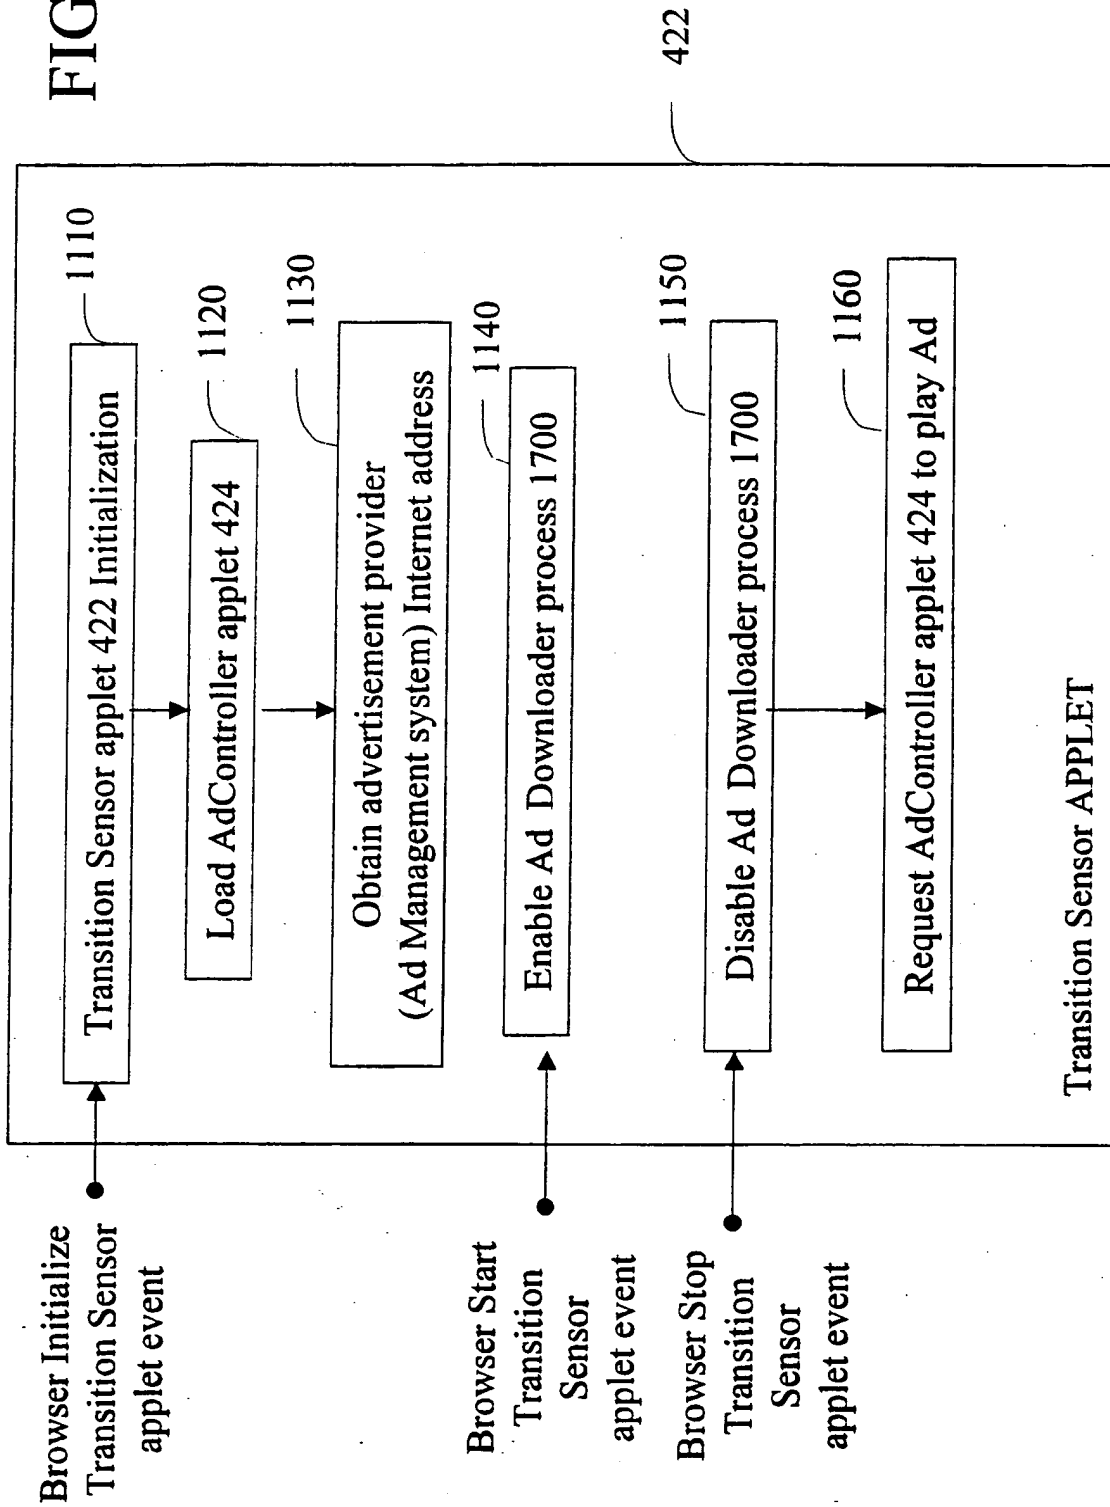 FIG
422
Browser Initialize
Transition Sensor
applet event
1110
Transition Sensor applet 422 Initialization
1120
Load AdController applet 424
1130
Obtain advertisement provider
(Ad Management system) Internet address
Browser Start
Transition
Sensor
applet event
1140
Enable Ad Downloader process 1700
Browser Stop
Transition
Sensor
applet event
1150
Disable Ad Downloader process 1700
1160
Request AdController applet 424 to play Ad
Transition Sensor APPLET